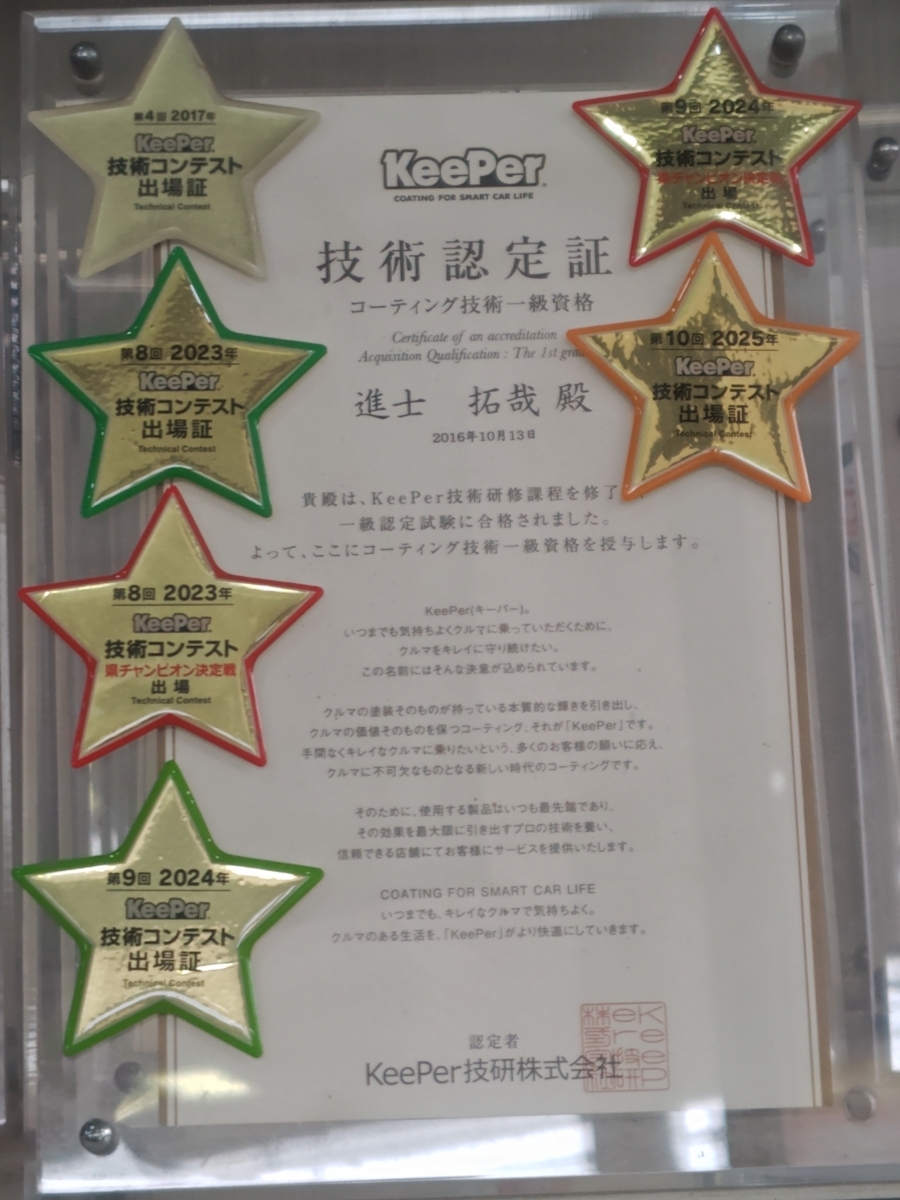 第4回 2017年
KeePer
技術コンテスト
出場証
Technical Contest
第8回 2023年
KeePer
技術コンテスト
出場証
Technical Contest
第8回 2023年
KeePer
技術コンテスト
県チャンピオン決定戦
出場
Technical Contest
第9回 2024年
KeePer
技術コンテスト
出場証
Technical Contest
KeePer
COATING FOR SMART CAR LIFE
技術認定証
コーティング技術一級資格
Certificate of an accreditation
Acquisition Qualification : The 1st
進士 拓哉 殿
2016年10月13日
貴殿は、KeePer技術研修課程を修了
一級認定試験に合格されました。
よって、ここにコーティング技術一級資格を授与します。
KeePer(キーパー)。
いつまでも気持ちよくクルマに乗っていただくために、
クルマをキレイに守り続けたい。
この名前にはそんな決意が込められています。
クルマの塗装そのものが持っている本質的な輝きを引き出し、
クルマの価値そのものを保つコーティング、それが「KeePer」です。
手間なくキレイなクルマに乗りたいという、多くのお客様の願いに応え、
クルマに不可欠なものとなる新しい時代のコーティングです。
そのために、使用する製品はいつも最先端であり、
その効果を最大限に引き出すプロの技術を養い、
信頼できる店舗にてお客様にサービスを提供いたします。
COATING FOR SMART CAR LIFE
いつまでも、キレイなクルマで気持ちよく。
クルマのある生活を、「KeePer」がより快適にしていきます。
認定者
KeePer技研株式会社
第9回 2024年
KeePer
技術コンテスト
県チャンピオン決定戦
出場
Technical Contest
第10回 2025年
KeePer
技術コンテスト
出場証
Technical Contest